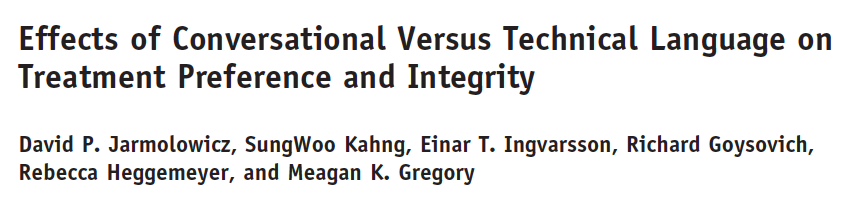 Effects of Conversational Versus Technical Language on
Treatment Preference and Integrity
David P. Jarmolowicz, SungWoo Kahng, Einar T. Ingvarsson, Richard Goysovich,
Rebecca Heggemeyer, and Meagan K. Gregory